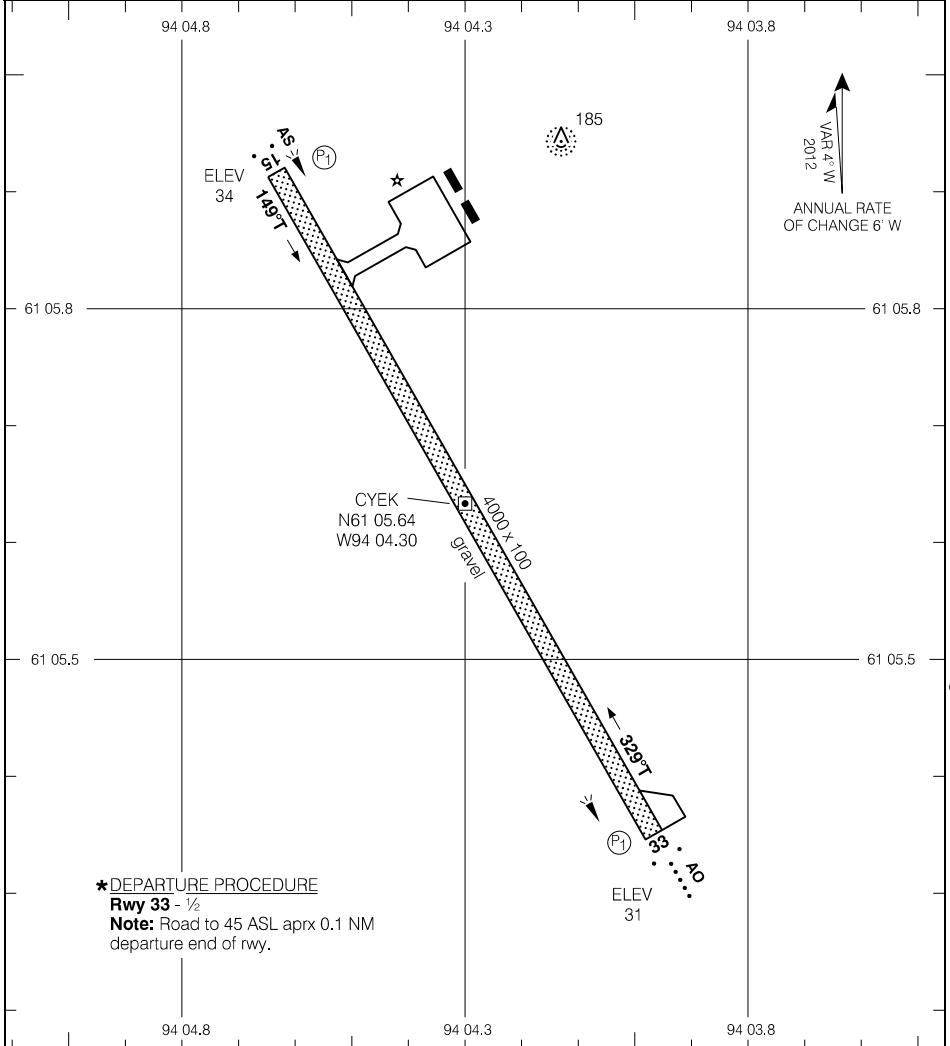 94 04.8
94 04.3
94 03.8
185
VAR 4° W
2012
ANNUAL RATE
OF CHANGE 6' W
AS
15
P1
ELEV
34
149°T
61 05.8
61 05.8
CYEK
N61 05.64
W94 04.30
4000 x 100
gravel
61 05.5
61 05.5
329°T
P1
33
AO
ELEV
31
*DEPARTURE PROCEDURE
Rwy 33 - ½
Note: Road to 45 ASL aprx 0.1 NM
departure end of rwy.
94 04.8
94 04.3
94 03.8